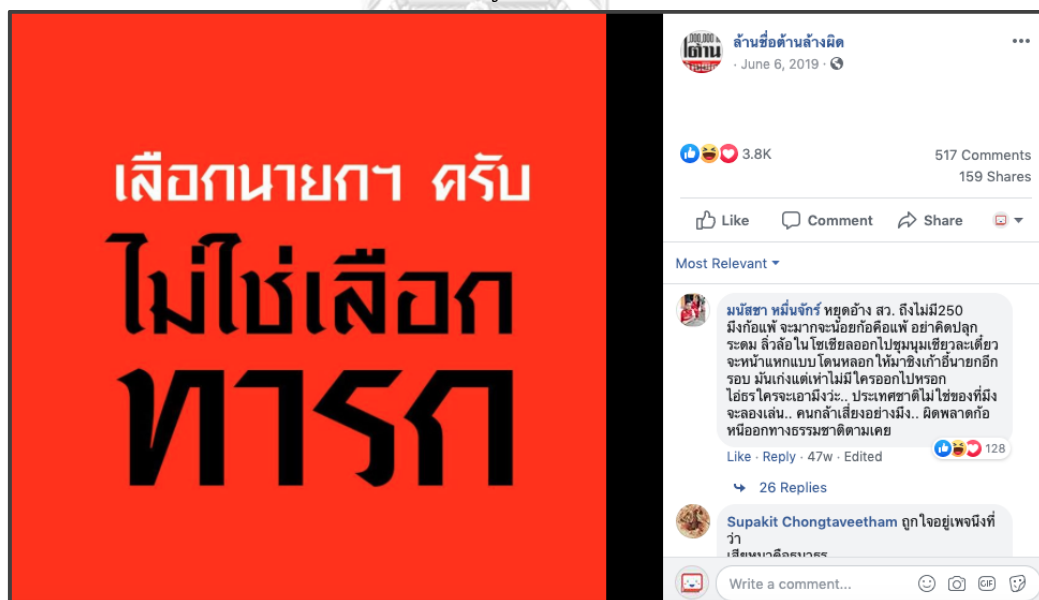 เลือกนายกฯ ครับ
ไม่ใช่เลือก
ทารก
ล้านชื่อต้านล้างผิด
· June 6, 2019 ·
3.8K
517 Comments
159 Shares
Like Comment Share
Most Relevant
มนัสชา หมื่นจักร์ หยุดอ้าง สว. ถึงไม่มี250
มึงก้อแพ้ จะมากจะน้อยก้อคือแพ้ อย่าคิดปลุก
ระดม ลิ่วล้อในโซเชียลออกไปชุมนุมเชียวละเดี๋ยว
จะหน้าแหกแบบโดนหลอกให้มาชิงเก้าอี้นายกอีก
รอบ มันเก่งแต่เห่าไม่มีใครออกไปหรอก
ไอ่ธรใครจะเอามึงว่ะ.. ประเทศชาติไม่ใช่ของที่มึง
จะลองเล่น.. คนกล้าเสี่ยงอย่างมึง.. ผิดพลาดก้อ
หนีออกทางธรรมชาติตามเคย
128
Like · Reply · 47w · Edited
26 Replies
Supakit Chongtaveetham ถูกใจอยู่เพจนึงที่
ว่า
Write a comment...
GIF